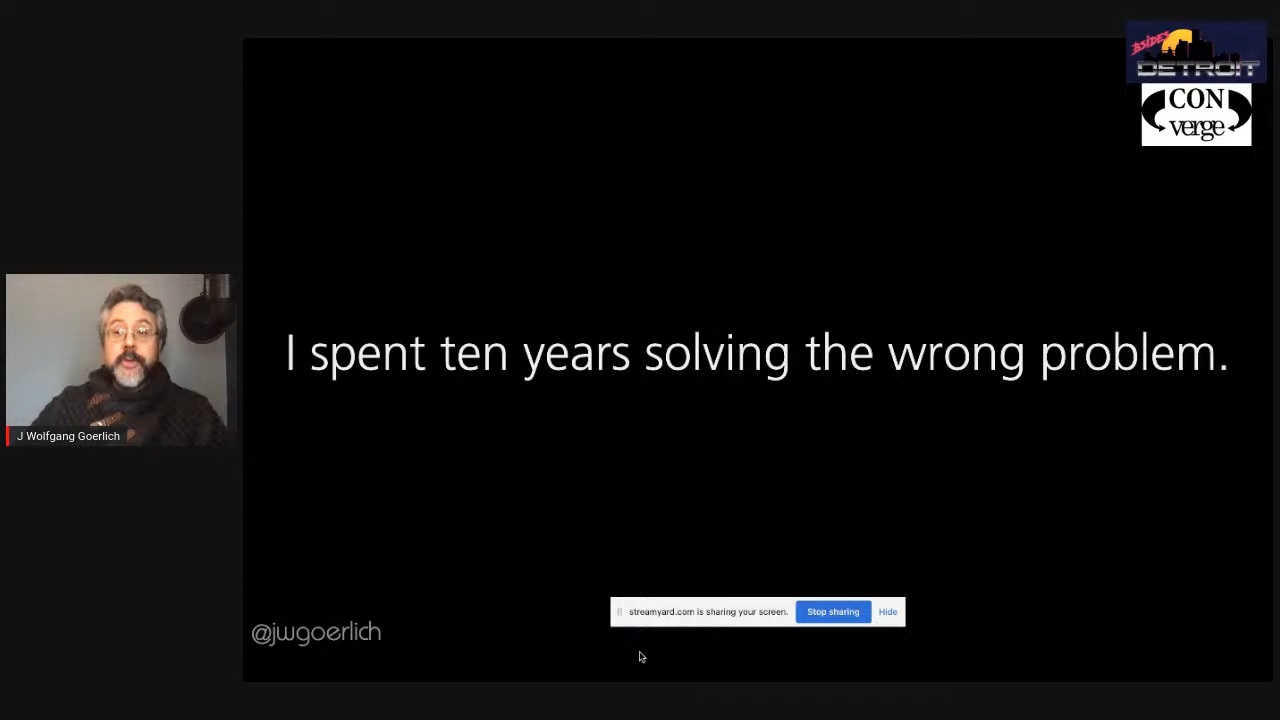 BSIDES
DETROIT
CON
verge
I spent ten years solving the wrong problem.
J Wolfgang Goerlich
streamyard.com is sharing your screen.
Stop sharing
Hide
@jwgoerlich